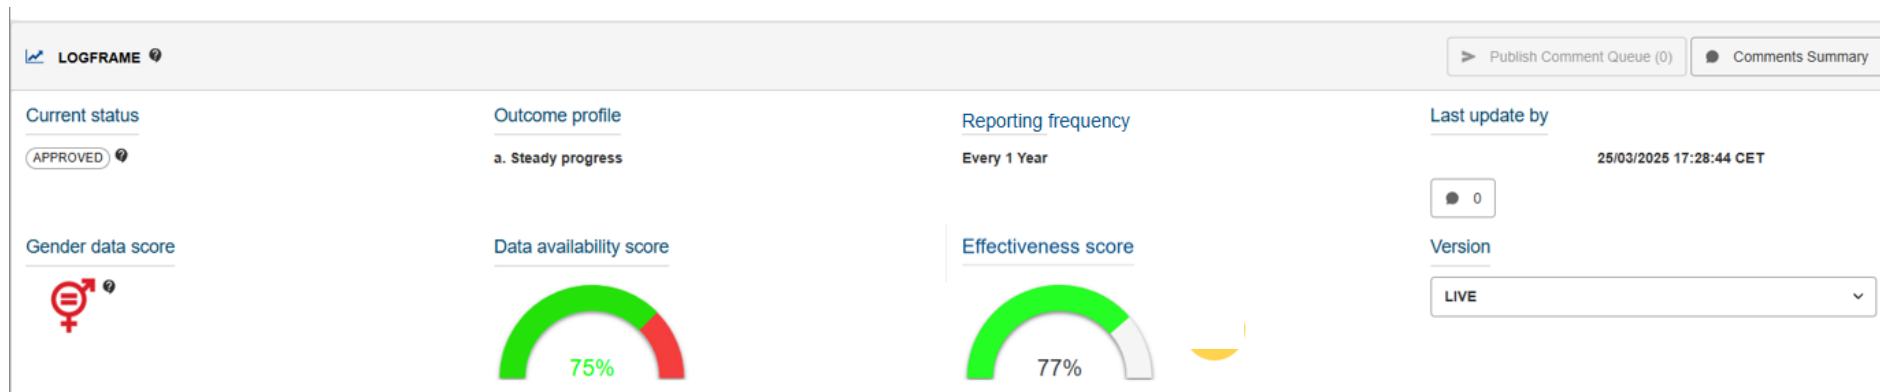 LOGFRAME
Publish Comment Queue (0)
Comments Summary
Current status
Outcome profile
Reporting frequency
Last update by
APPROVED
a. Steady progress
Every 1 Year
25/03/2025 17:28:44 CET
0
Gender data score
Data availability score
Effectiveness score
Version
LIVE
75%
77%